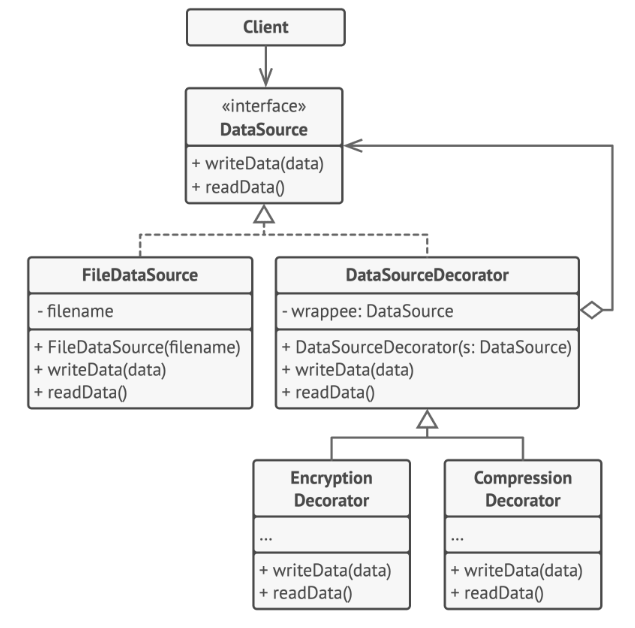 Client
«interface»
DataSource
+ writeData(data)
+ readData()
FileDataSource
- filename
+ FileDataSource(filename)
+ writeData(data)
+ readData()
DataSourceDecorator
- wrappee: DataSource
+ DataSourceDecorator(s: DataSource)
+ writeData(data)
+ readData()
Encryption
Decorator
...
+ writeData(data)
+ readData()
Compression
Decorator
...
+ writeData(data)
+ readData()